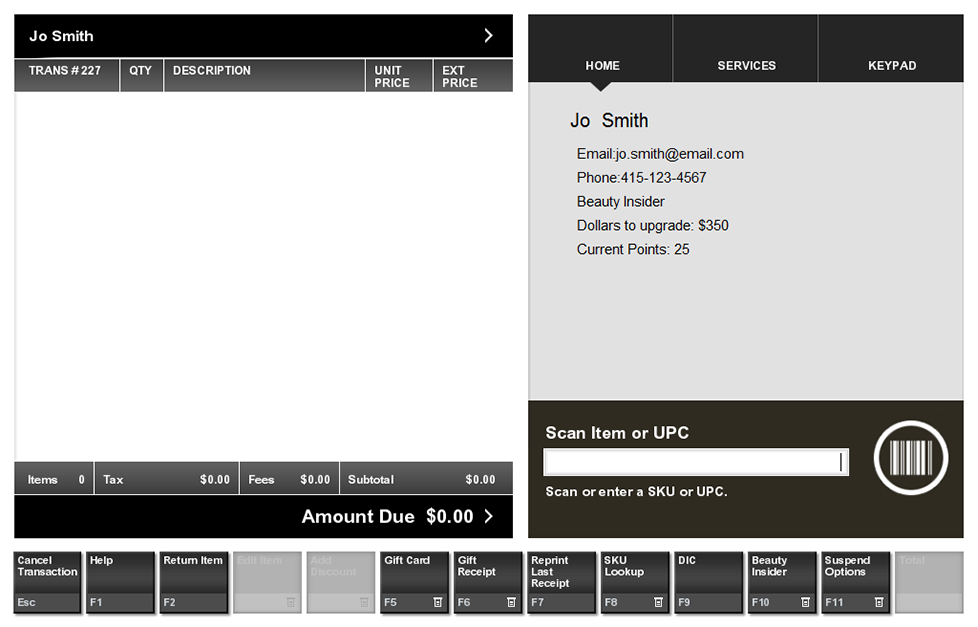 Jo Smith
TRANS # 227 QTY DESCRIPTION UNIT PRICE EXT PRICE
Items 0 Tax $0.00 Fees $0.00 Subtotal $0.00
Amount Due $0.00
HOME SERVICES KEYPAD
Jo Smith
Email:jo.smith@email.com
Phone:415-123-4567
Beauty Insider
Dollars to upgrade: $350
Current Points: 25
Scan Item or UPC
Scan or enter a SKU or UPC.
Cancel Transaction Esc
Help F1
Return Item F2
Edit Item
Add Discount
Gift Card F5
Gift Receipt F6
Reprint Last Receipt F7
SKU Lookup F8
DIC F9
Beauty Insider F10
Suspend Options F11
Total